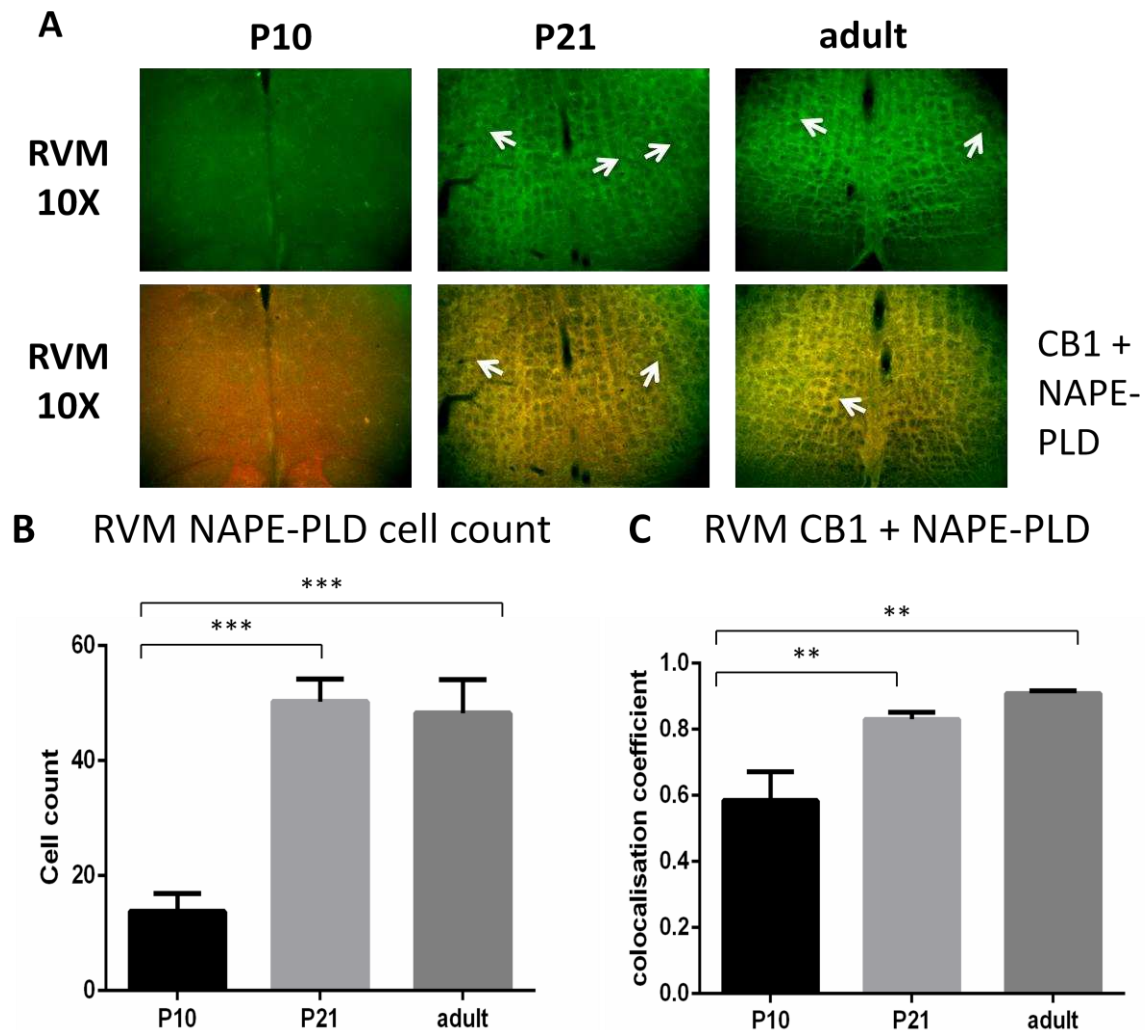 A
P10 P21 adult
RVM
10X
RVM
10X
CB1 +
NAPE-
PLD
B RVM NAPE-PLD cell count
***
***
60
40
20
0
Cell count
P10 P21 adult
C RVM CB1 + NAPE-PLD
**
**
1.0
0.8
0.6
0.4
0.2
0.0
colocalisation coefficient
P10 P21 adult